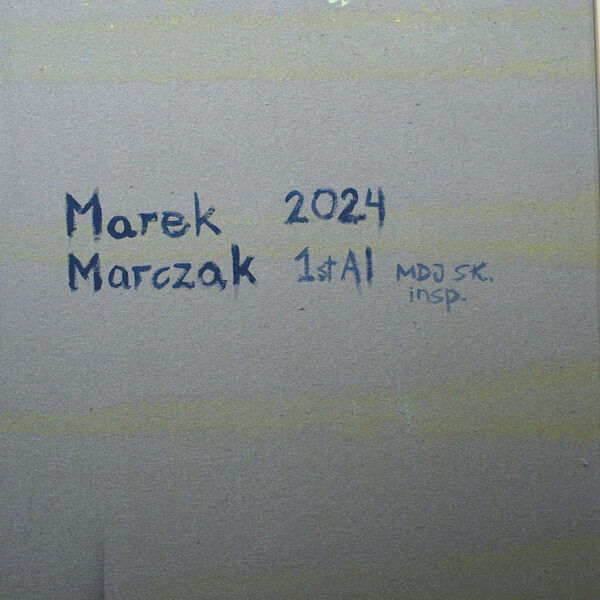 Marek 2024
Marczak 1st AI MDJ SK.
insp.